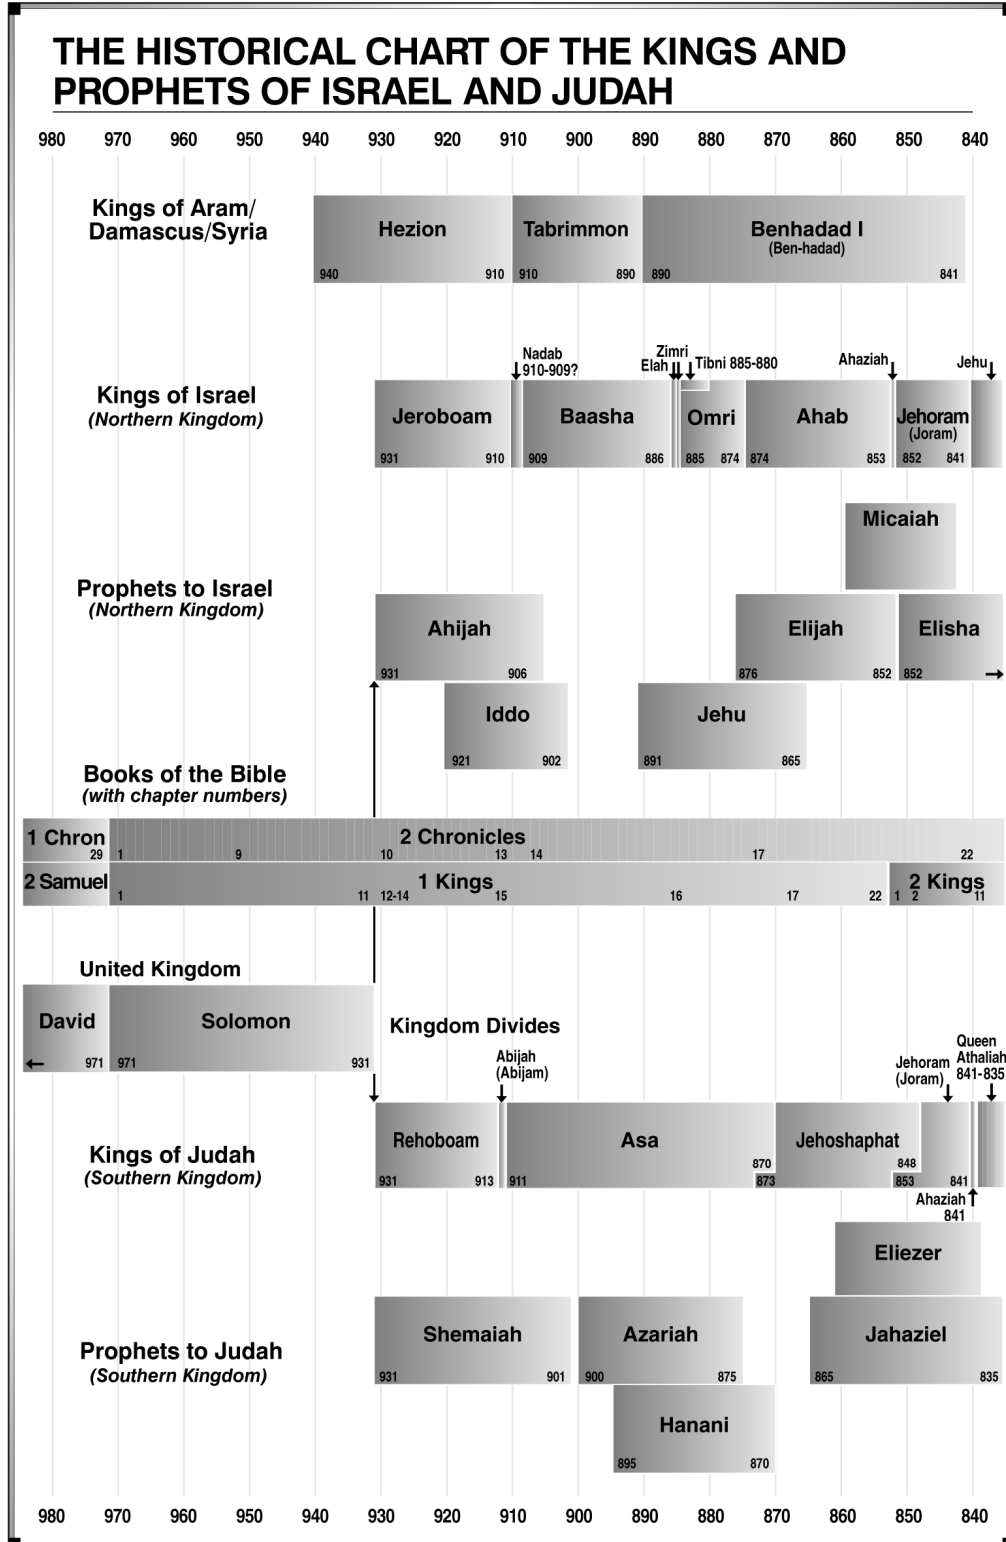 THE HISTORICAL CHART OF THE KINGS AND
PROPHETS OF ISRAEL AND JUDAH
980 970 960 950 940 930 920 910 900 890 880 870 860 850 840
Kings of Aram/
Damascus/Syria
Hezion
940 910
Tabrimmon
910 890
Benhadad I
(Ben-hadad)
890 841
Kings of Israel
(Northern Kingdom)
Nadab
910-909?
Zimri
Elah
Tibni 885-880
Ahaziah
Jehu
Jeroboam
931 910
Baasha
909 886
Omri
885 874
Ahab
874 853
Jehoram
(Joram)
852 841
Prophets to Israel
(Northern Kingdom)
Micaiah
Ahijah
931 906
Elijah
876 852
Elisha
852
Iddo
921 902
Jehu
891 865
Books of the Bible
(with chapter numbers)
1 Chron
29
2 Chronicles
1 9 10 13 14 17 22
2 Samuel
1 Kings
1 11 12-14 15 16 17 22
2 Kings
1 2 11
United Kingdom
David
971
Solomon
971 931
Kingdom Divides
Abijah
(Abijam)
Jehoram
(Joram)
Queen
Athaliah
841-835
Kings of Judah
(Southern Kingdom)
Rehoboam
931 913
Asa
870
911 873
Jehoshaphat
848
853 841
Ahaziah
841
Prophets to Judah
(Southern Kingdom)
Eliezer
Shemaiah
931 901
Azariah
900 875
Jahaziel
865 835
Hanani
895 870
980 970 960 950 940 930 920 910 900 890 880 870 860 850 840